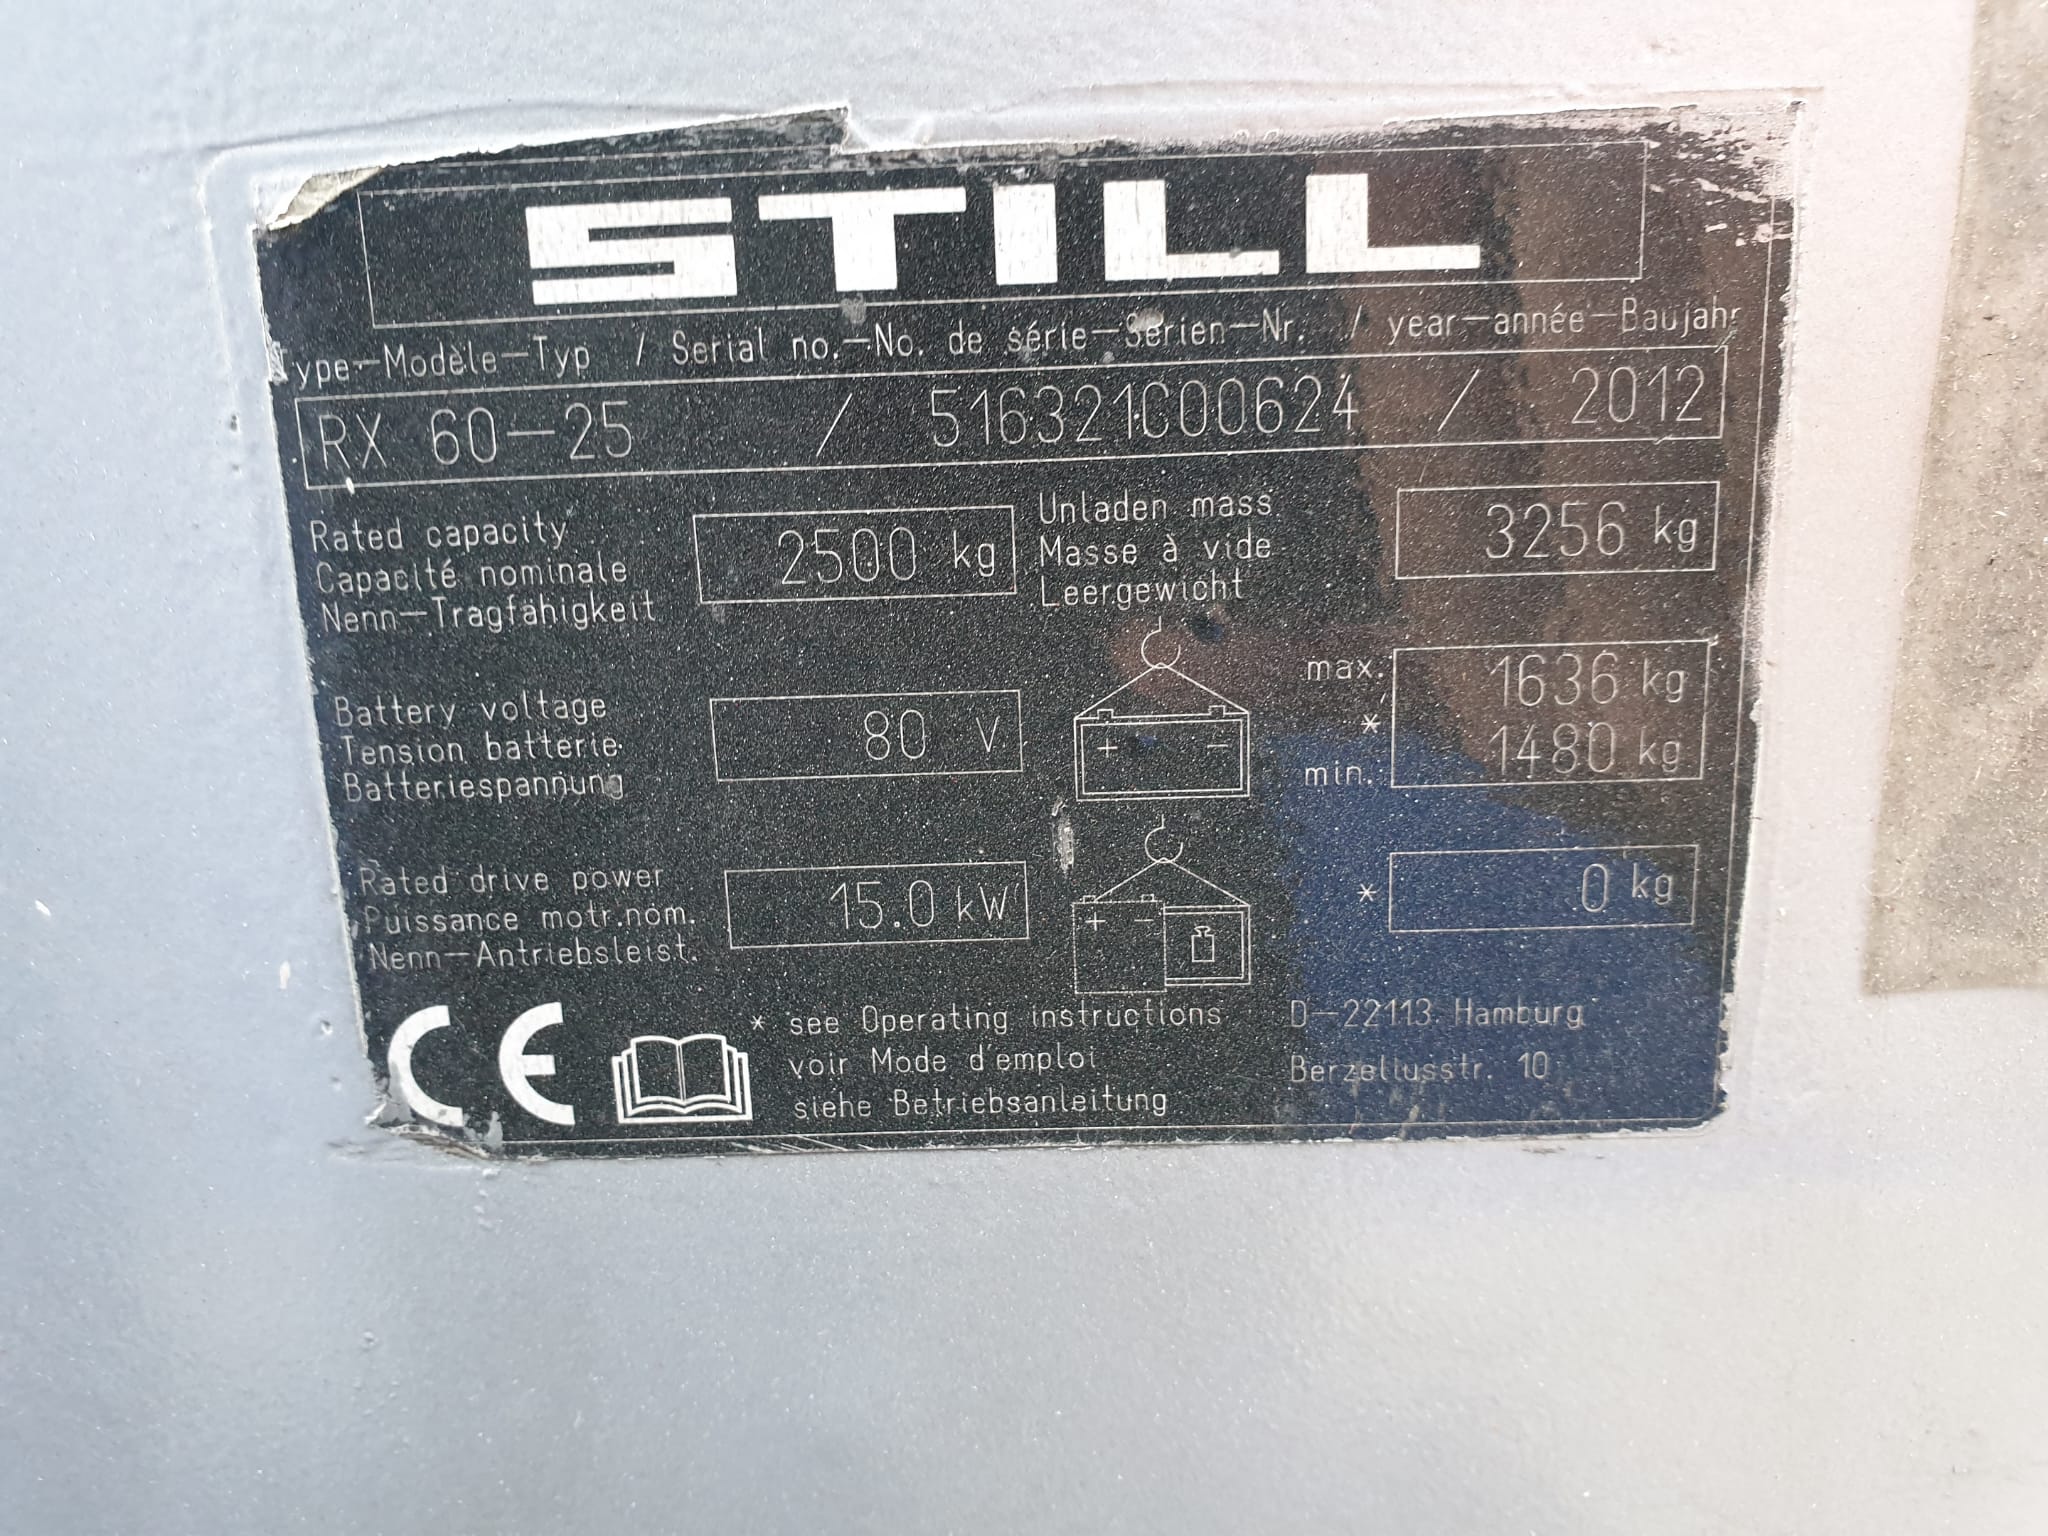 STILL
Type-Modèle-Typ / Serial no.-No. de série-Serien-Nr. / year-année-Baujahr
RX 60-25 / 516321C00624 / 2012
Rated capacity
Capacité nominale
Nenn-Tragfähigkeit
2500 kg
Unladen mass
Masse à vide
Leergewicht
3256 kg
Battery voltage
Tension batterie
Batteriespannung
80 V
+ -
max. 1636 kg
*
min. 1480 kg
Rated drive power
Puissance motr.nom.
Nenn-Antriebsleist.
15.0 kW
+ -
* 0 kg
CE
* see Operating instructions
voir Mode d'emploi
siehe Betriebsanleitung
D-22113 Hamburg
Berzeliusstr. 10